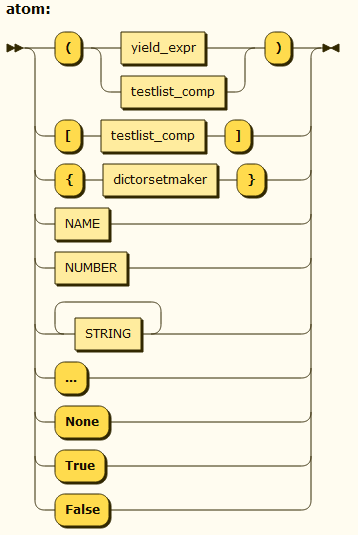 atom:
( yield_expr )
testlist_comp
[ testlist_comp ]
{ dictorsetmaker }
NAME
NUMBER
STRING
...
None
True
False